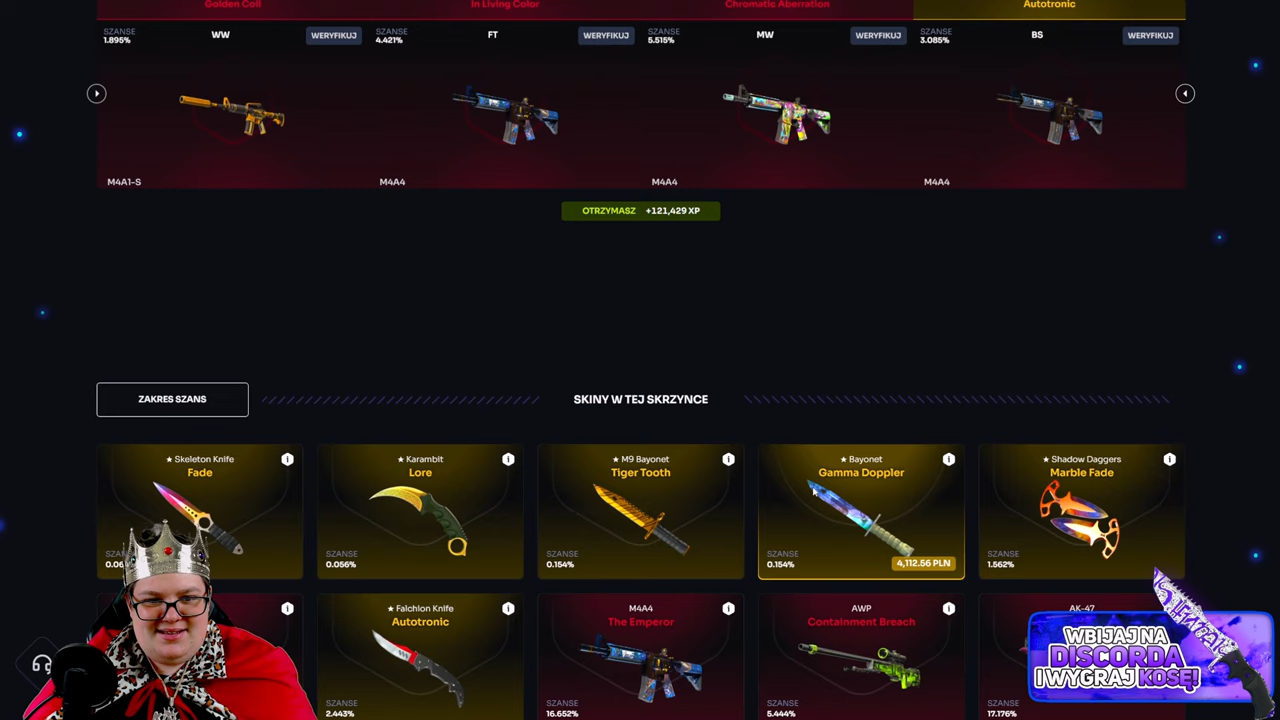 Golden Coil
In Living Color
Chromatic Aberration
Autotronic
SZANSE
1.895%
WW
WERYFIKUJ
SZANSE
4.421%
FT
WERYFIKUJ
SZANSE
5.515%
MW
WERYFIKUJ
SZANSE
3.085%
BS
WERYFIKUJ
M4A1-S
M4A4
M4A4
M4A4
OTRZYMASZ +121,429 XP
ZAKRES SZANS
SKINY W TEJ SKRZYNCE
★ Skeleton Knife
Fade
★ Karambit
Lore
SZANSE
0.056%
★ M9 Bayonet
Tiger Tooth
SZANSE
0.154%
★ Bayonet
Gamma Doppler
SZANSE
0.154%
4,112.56 PLN
★ Shadow Daggers
Marble Fade
SZANSE
1.562%
★ Falchion Knife
Autotronic
SZANSE
2.443%
M4A4
The Emperor
SZANSE
16.652%
AWP
Containment Breach
SZANSE
5.444%
AK-47
SZANSE
17.176%
WBIJAJ NA
DISCORDA
I WYGRAJ KOSĘ!